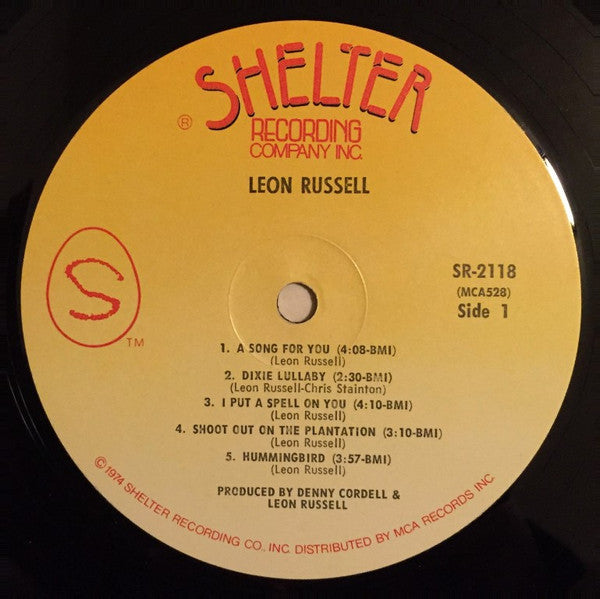 SHELTER
®
RECORDING
COMPANY INC.
LEON RUSSELL
S
TM
SR-2118
(MCA528)
Side 1
1. A SONG FOR YOU (4:08-BMI)
(Leon Russell)
2. DIXIE LULLABY (2:30-BMI)
(Leon Russell-Chris Stainton)
3. I PUT A SPELL ON YOU (4:10-BMI)
(Leon Russell)
4. SHOOT OUT ON THE PLANTATION (3:10-BMI)
(Leon Russell)
5. HUMMINGBIRD (3:57-BMI)
(Leon Russell)
PRODUCED BY DENNY CORDELL &
LEON RUSSELL
©1974 SHELTER RECORDING CO., INC. DISTRIBUTED BY MCA RECORDS INC.